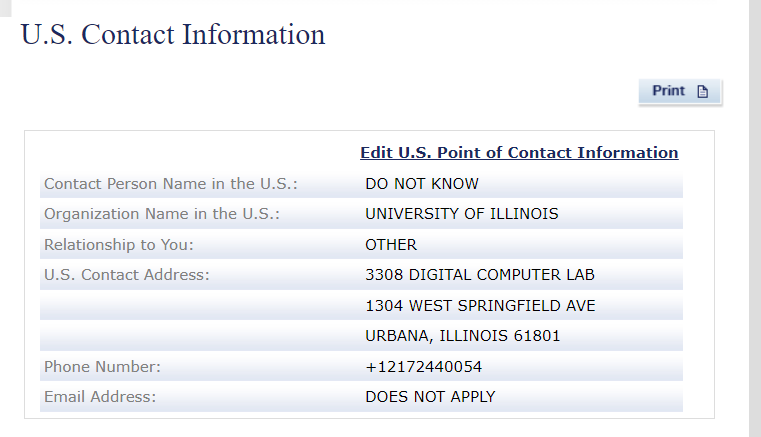 U.S. Contact Information
Print
Edit U.S. Point of Contact Information
Contact Person Name in the U.S.: DO NOT KNOW
Organization Name in the U.S.: UNIVERSITY OF ILLINOIS
Relationship to You: OTHER
U.S. Contact Address: 3308 DIGITAL COMPUTER LAB
1304 WEST SPRINGFIELD AVE
URBANA, ILLINOIS 61801
Phone Number: +12172440054
Email Address: DOES NOT APPLY